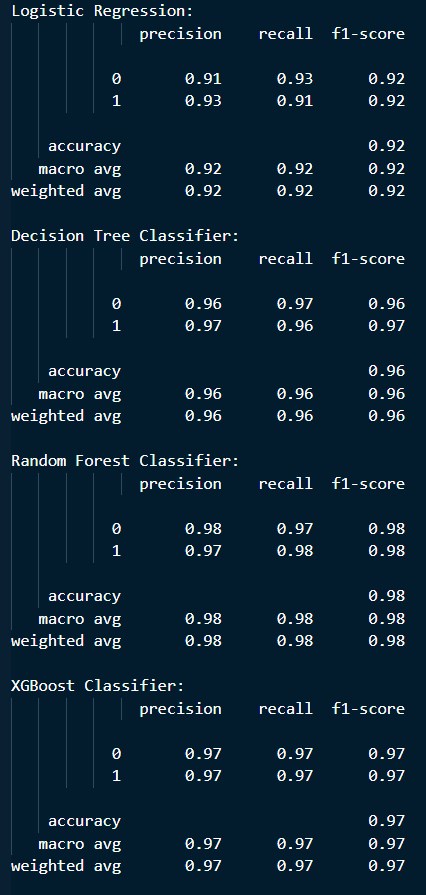 Logistic Regression:
precision recall f1-score
0 0.91 0.93 0.92
1 0.93 0.91 0.92
accuracy 0.92
macro avg 0.92 0.92 0.92
weighted avg 0.92 0.92 0.92
Decision Tree Classifier:
precision recall f1-score
0 0.96 0.97 0.96
1 0.97 0.96 0.97
accuracy 0.96
macro avg 0.96 0.96 0.96
weighted avg 0.96 0.96 0.96
Random Forest Classifier:
precision recall f1-score
0 0.98 0.97 0.98
1 0.97 0.98 0.98
accuracy 0.98
macro avg 0.98 0.98 0.98
weighted avg 0.98 0.98 0.98
XGBoost Classifier:
precision recall f1-score
0 0.97 0.97 0.97
1 0.97 0.97 0.97
accuracy 0.97
macro avg 0.97 0.97 0.97
weighted avg 0.97 0.97 0.97